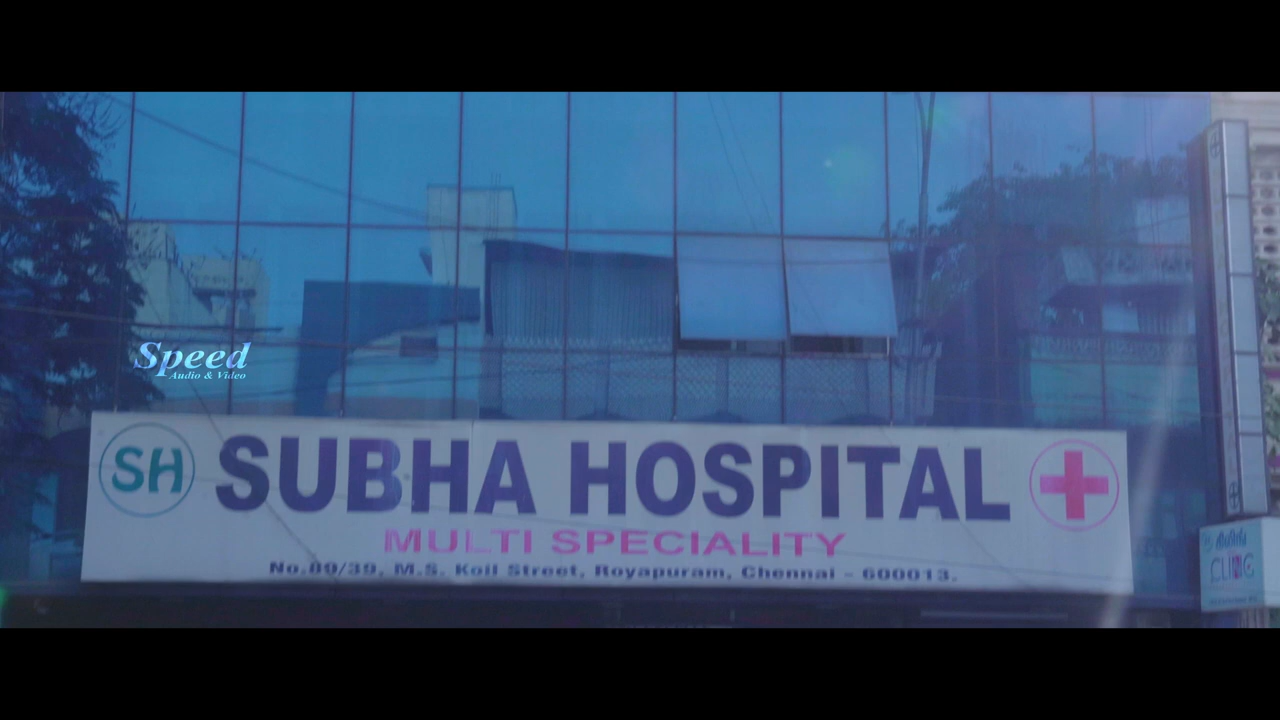 Speed
Audio & Video
SH
SUBHA HOSPITAL
MULTI SPECIALITY
No.89/39, M.S. Koil Street, Royapuram, Chennai - 600013.
CLINIC